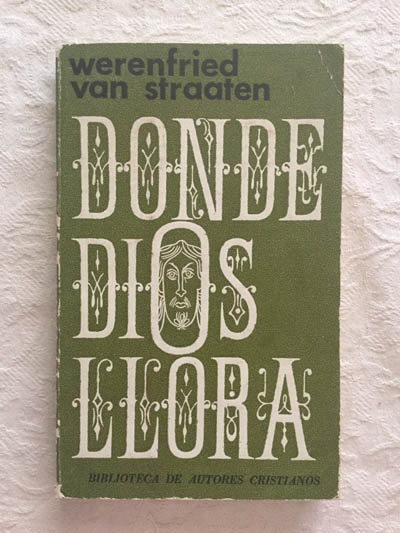 werenfried
van straaten
DONDE
DIOS
LLORA
BIBLIOTECA DE AUTORES CRISTIANOS